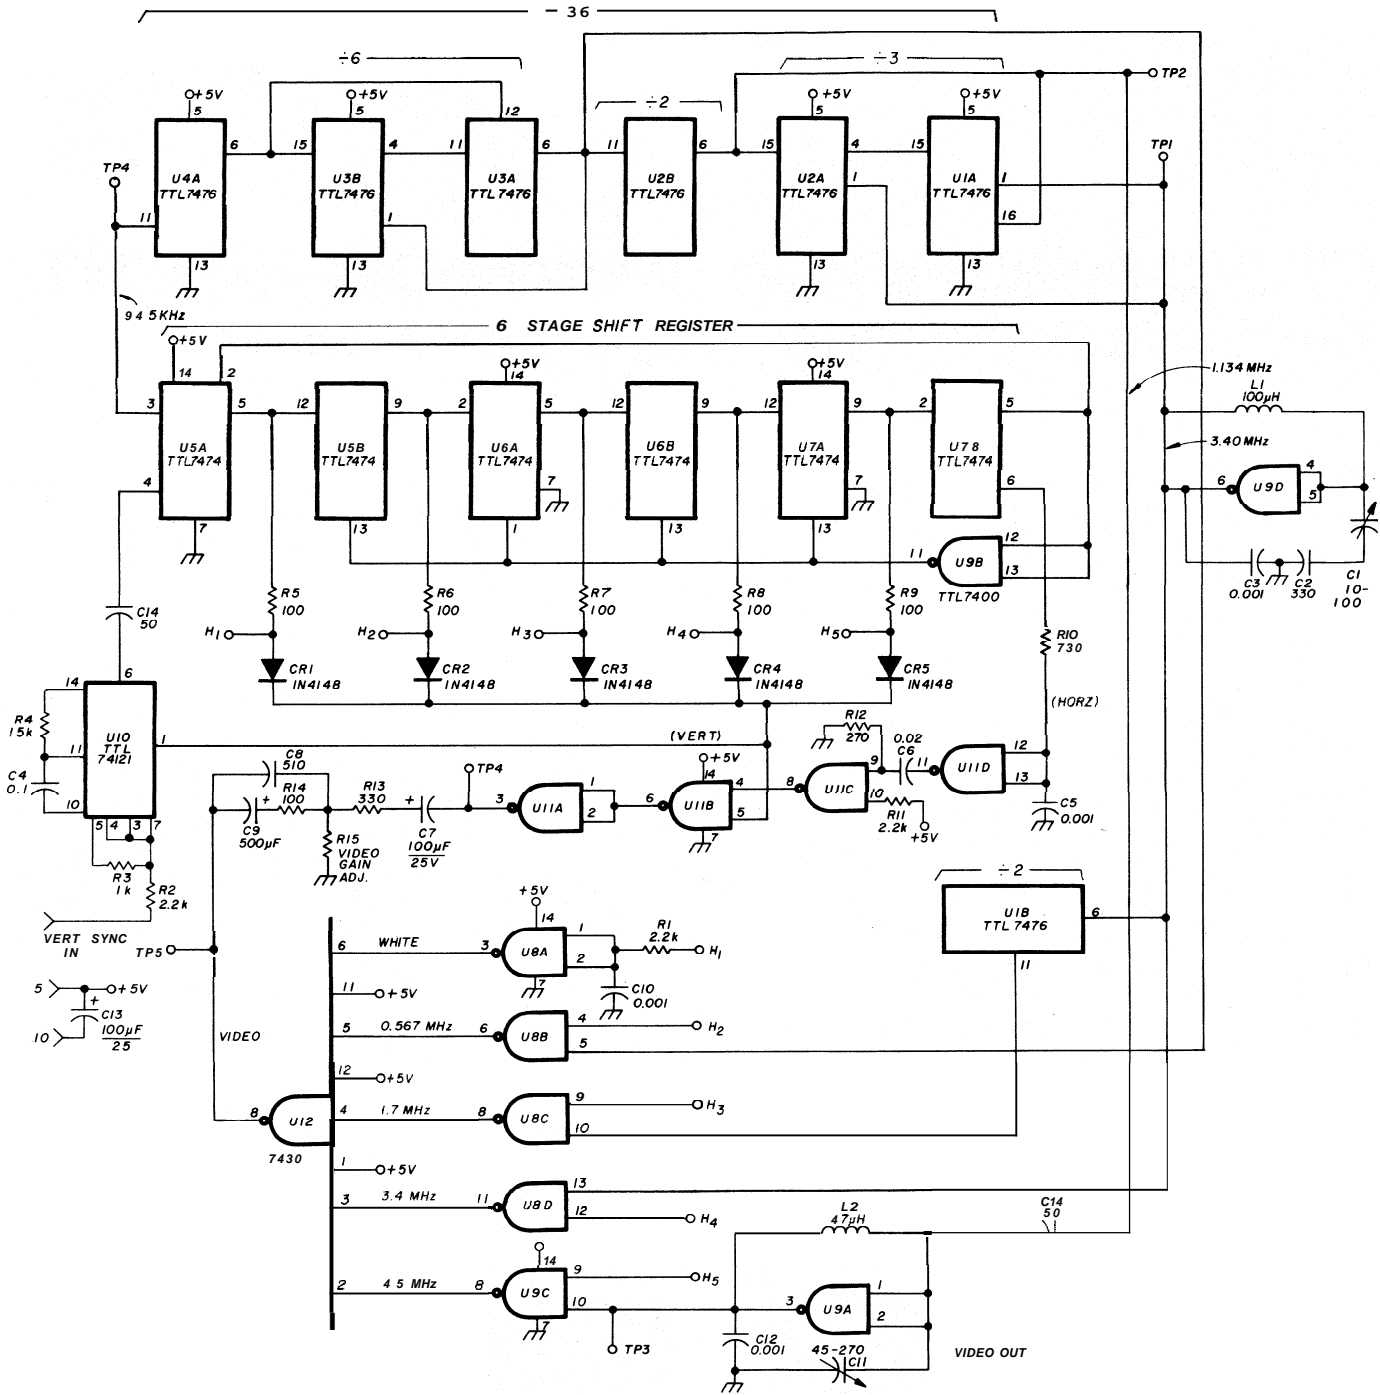 - 36
÷6
÷3
÷2
+5V
+5V
+5V
+5V
TP2
TP1
TP4
5
5
12
5
5
11
U4A
TTL7476
6
15
U3B
TTL7476
4
11
U3A
TTL7476
6
11
U2B
TTL7476
6
15
U2A
TTL7476
4
1
15
U1A
TTL7476
1
16
1
13
13
13
13
94 5KHz
6 STAGE SHIFT REGISTER
+5V
+5V
+5V
14
2
14
14
3
U5A
TTL7474
5
12
U5B
TTL7474
9
2
U6A
TTL7474
5
12
U6B
TTL7474
9
12
U7A
TTL7474
9
2
U78
TTL7474
5
4
7
7
6
7
13
1
13
13
1.134 MHz
L1
100µH
3.40 MHz
6
U9D
4
5
C3
0.001
C2
330
C1
10-
100
11
U9B
12
13
TTL7400
C14
50
R5
100
R6
100
R7
100
R8
100
R9
100
R10
730
H1
H2
H3
H4
H5
CR1
1N4148
CR2
1N4148
CR3
1N4148
CR4
1N4148
CR5
1N4148
(HORZ)
(VERT)
6
14
R4
15k
11
U10
TTL
74121
1
C4
0.1
10
5
4
3
7
R3
1k
R2
2.2k
VERT SYNC
IN
C8
510
R14
100
+
C9
500µF
R13
330
R15
VIDEO
GAIN
ADJ.
+
C7
100µF
25V
TP4
3
U11A
1
2
6
U11B
+5V
14
4
5
7
8
U11C
9
10
R12
270
C6
0.02
R11
2.2k
+5V
11
U11D
12
13
C5
0.001
÷2
U1B
TTL 7476
6
11
TP5
5
+5V
+
C13
100µF
25
10
VIDEO
8
U12
7430
6
WHITE
3
+5V
14
U8A
1
2
7
R1
2.2k
H1
C10
0.001
11
+5V
5
0.567 MHz
6
U8B
4
5
H2
12
+5V
4
1.7 MHz
8
U8C
9
10
H3
1
+5V
3
3.4 MHz
11
U8D
13
12
H4
2
4 5 MHz
8
14
U9C
9
10
7
H5
TP3
L2
47µH
C14
50
3
U9A
1
2
C12
0.001
45-270
C11
VIDEO OUT